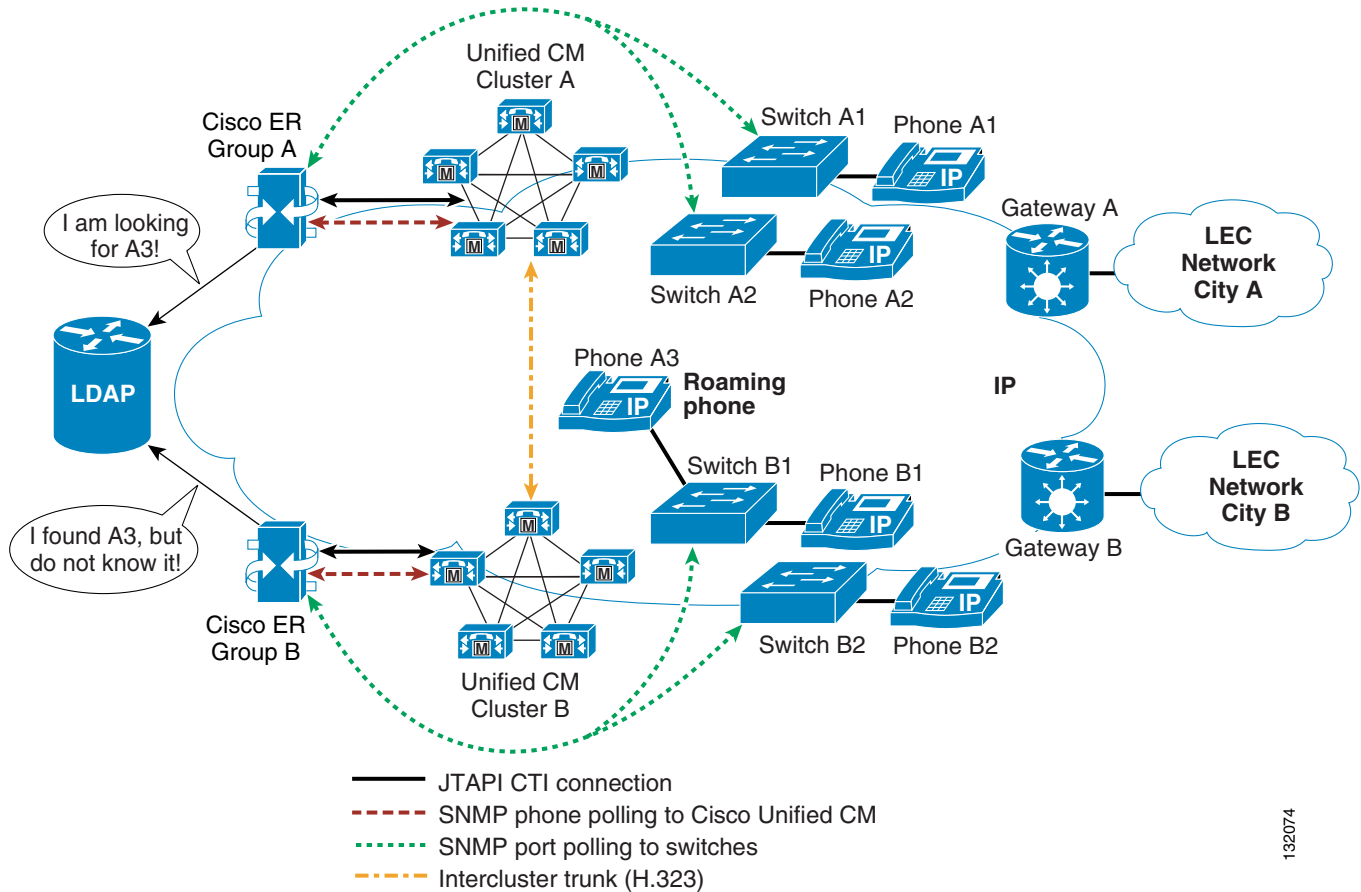 Unified CM
Cluster A
Cisco ER
Group A
M
M
M
M
M
Switch A1
Phone A1
IP
Gateway A
LEC
Network
City A
I am looking
for A3!
Switch A2
IP
Phone A2
LDAP
Phone A3
IP
Roaming
phone
IP
Switch B1
Phone B1
IP
LEC
Network
City B
Gateway B
I found A3, but
do not know it!
M
M
M
M
M
Cisco ER
Group B
Switch B2
IP
Phone B2
Unified CM
Cluster B
JTAPI CTI connection
SNMP phone polling to Cisco Unified CM
SNMP port polling to switches
Intercluster trunk (H.323)
132074